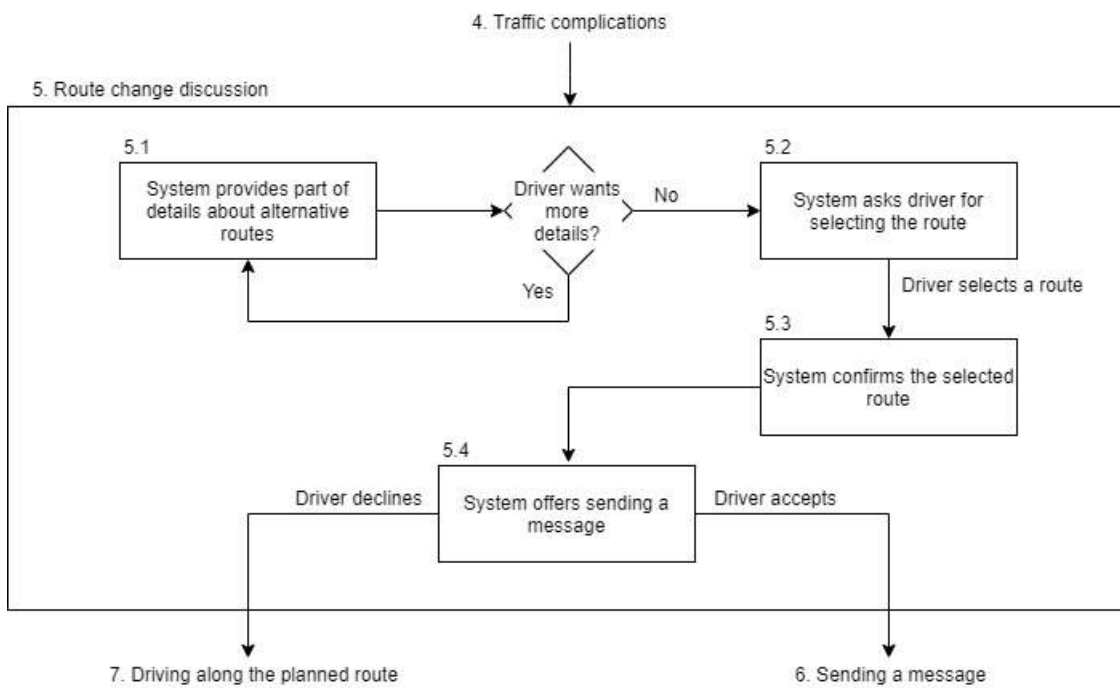 4. Traffic complications
5. Route change discussion
5.1
System provides part of
details about alternative
routes
Driver wants
more
details?
No
Yes
5.2
System asks driver for
selecting the route
Driver selects a route
5.3
System confirms the selected
route
5.4
System offers sending a
message
Driver declines
Driver accepts
7. Driving along the planned route
6. Sending a message